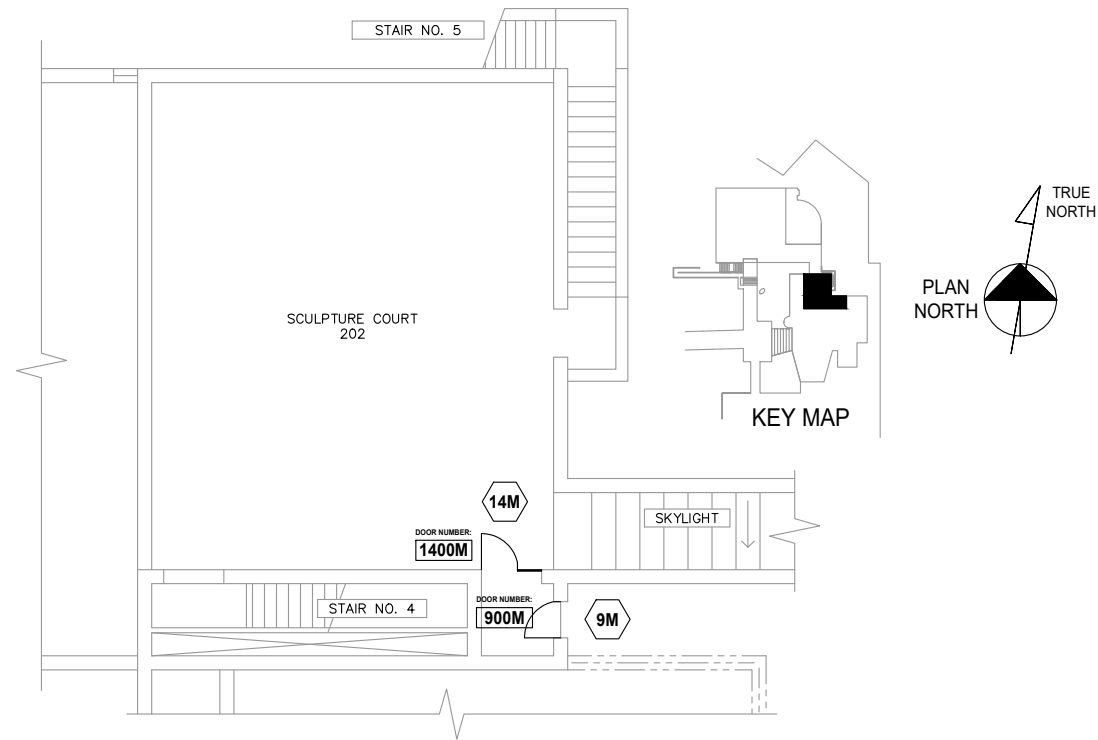 STAIR NO. 5
TRUE
NORTH
PLAN
NORTH
SCULPTURE COURT
202
KEY MAP
14M
DOOR NUMBER:
1400M
SKYLIGHT
DOOR NUMBER:
900M
STAIR NO. 4
9M